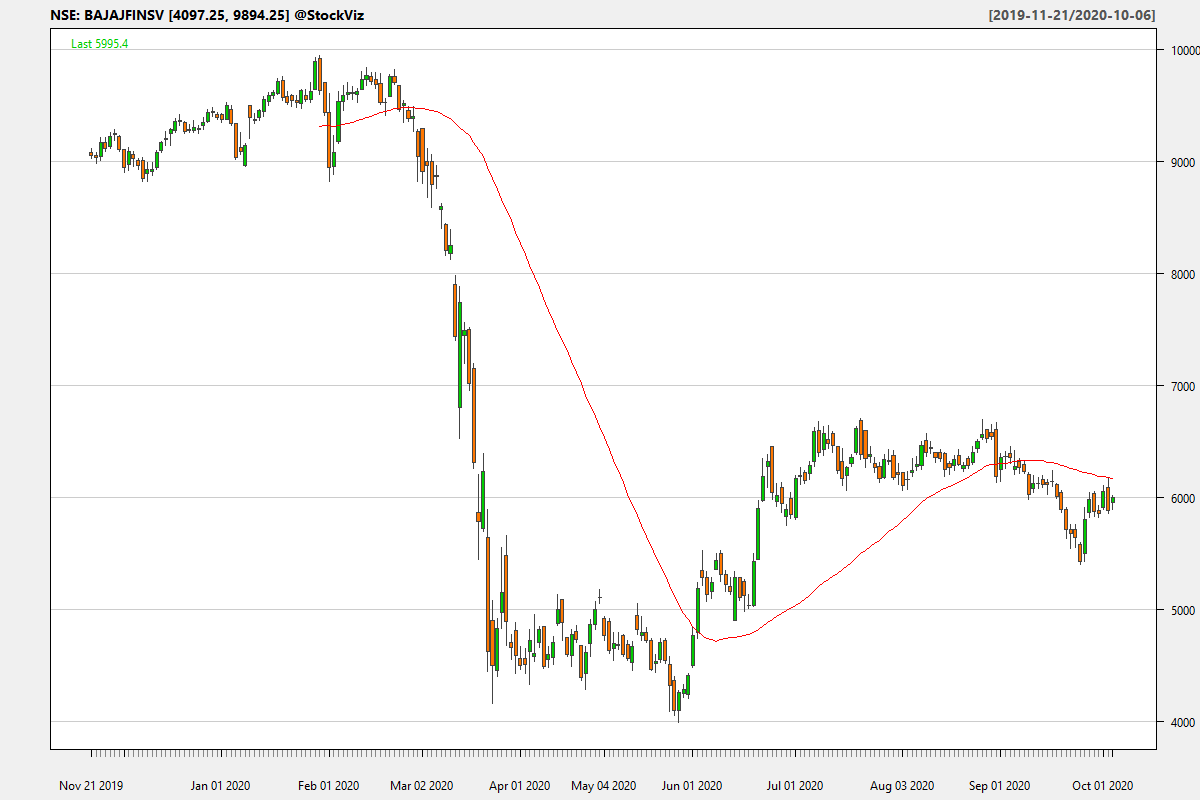 NSE: BAJAJFINSV [4097.25, 9894.25] @StockViz
[2019-11-21/2020-10-06]
Last 5995.4
10000
9000
8000
7000
6000
5000
4000
Nov 21 2019 Jan 01 2020 Feb 01 2020 Mar 02 2020 Apr 01 2020 May 04 2020 Jun 01 2020 Jul 01 2020 Aug 03 2020 Sep 01 2020 Oct 01 2020